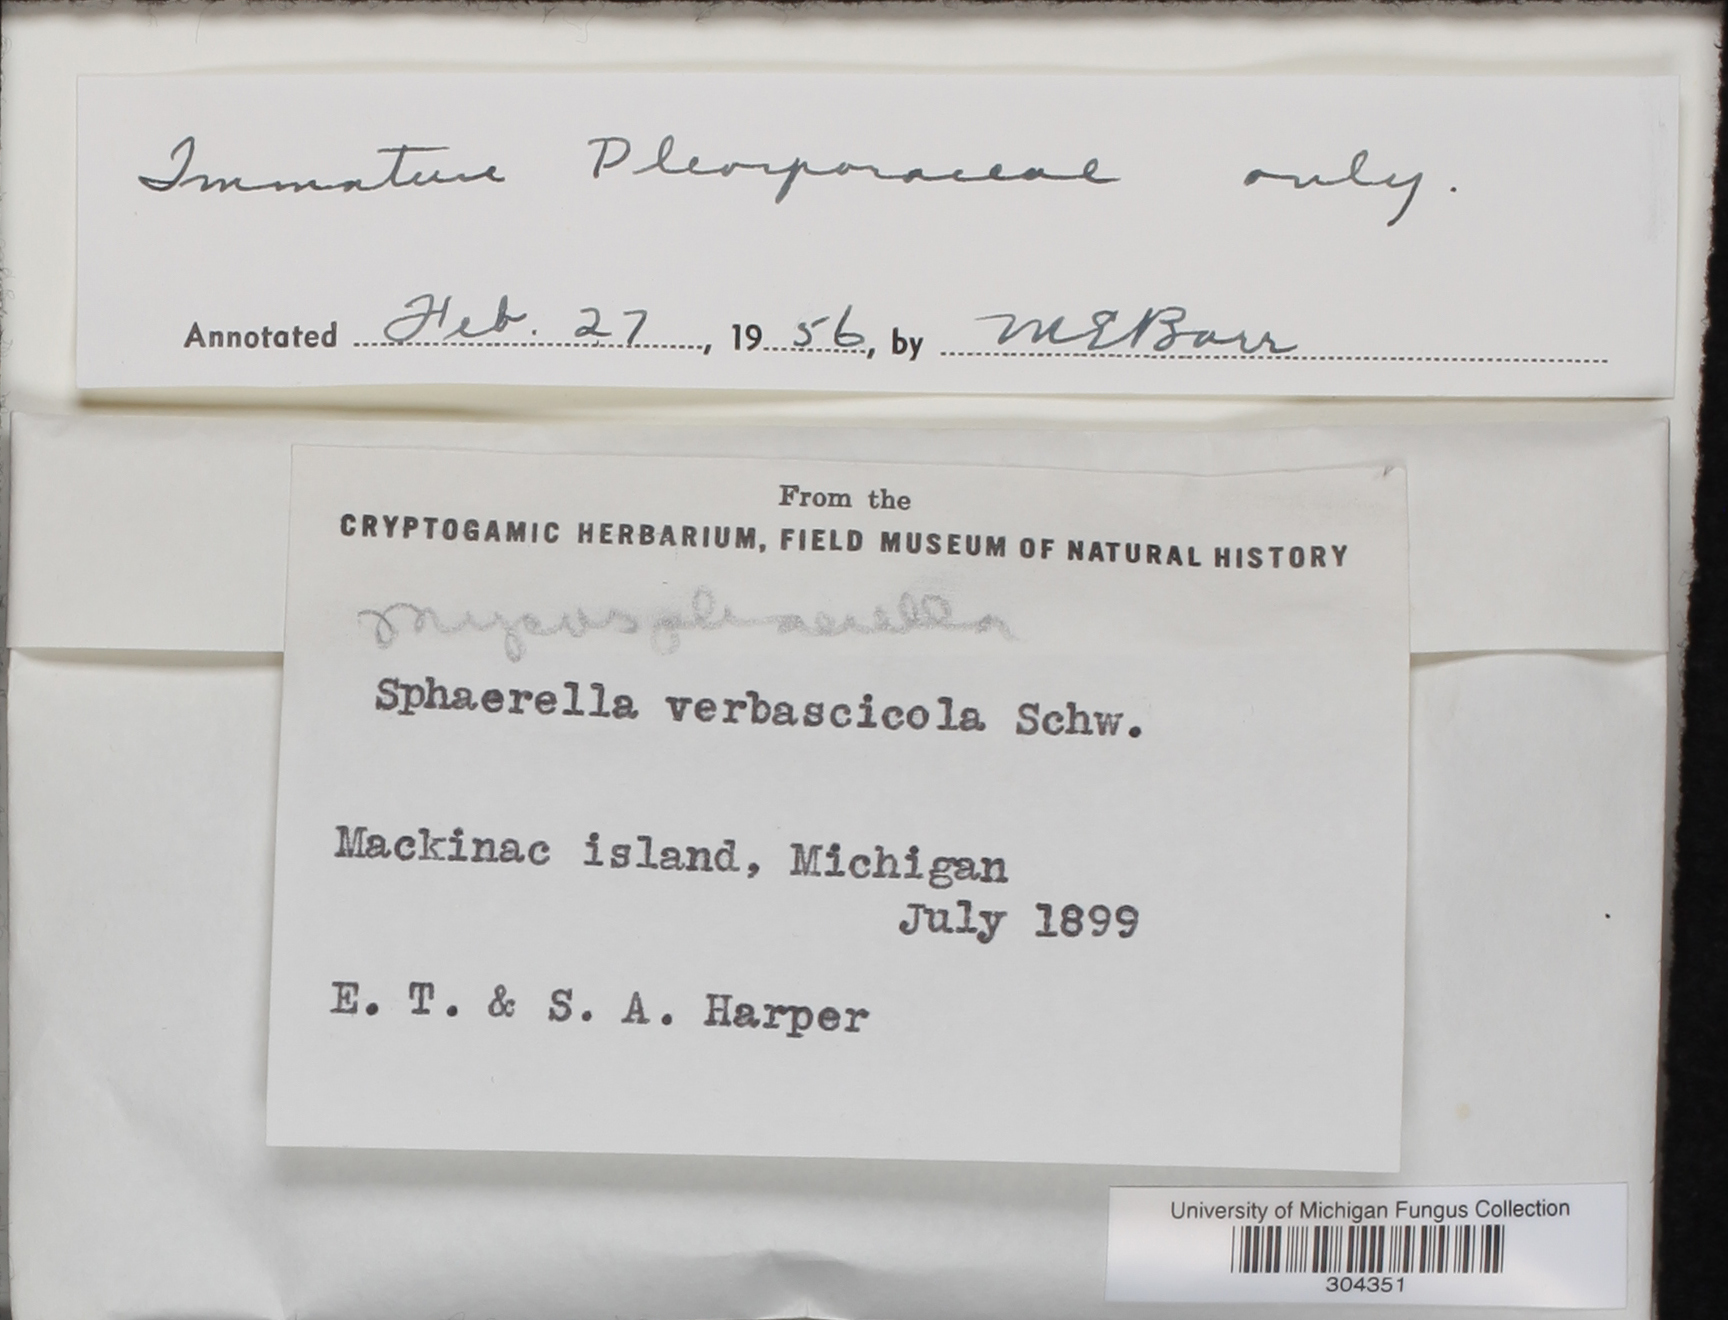 Immature Pleosporaceae only.
Annotated Feb. 27, 1956, by MEBarr
From the
CRYPTOGAMIC HERBARIUM, FIELD MUSEUM OF NATURAL HISTORY
Mycosphaerella
Sphaerella verbascicola Schw.
Mackinac island, Michigan
July 1899
E. T. & S. A. Harper
University of Michigan Fungus Collection
304351